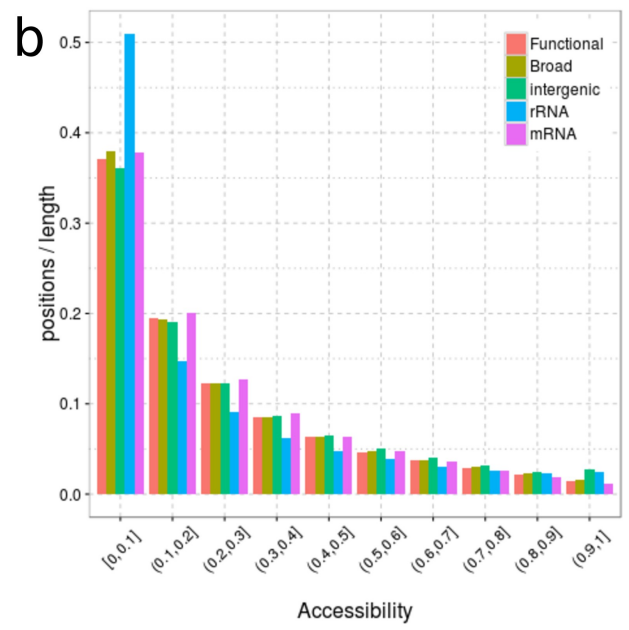 b
0.5
0.4
0.3
0.2
0.1
0.0
positions / length
Functional
Broad
intergenic
rRNA
mRNA
[0,0.1]
(0.1,0.2]
(0.2,0.3]
(0.3,0.4]
(0.4,0.5]
(0.5,0.6]
(0.6,0.7]
(0.7,0.8]
(0.8,0.9]
(0.9,1]
Accessibility